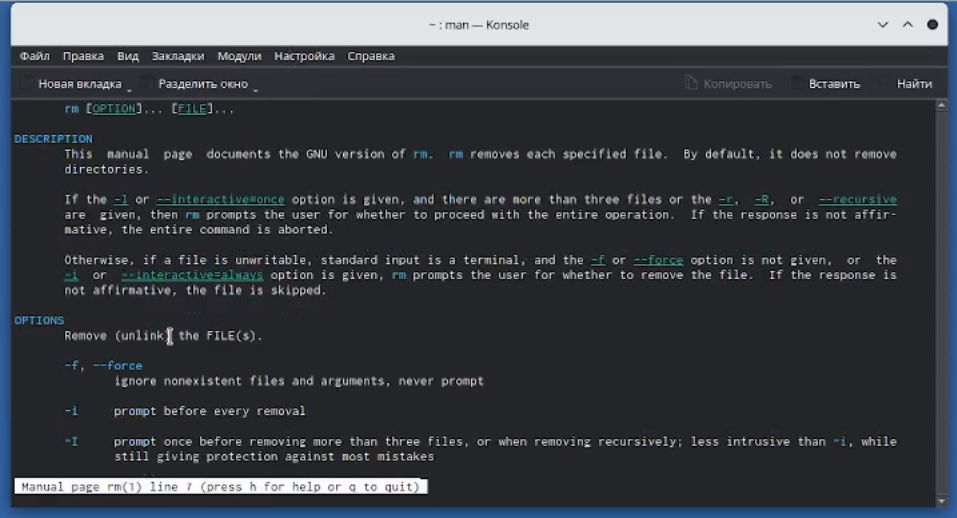 ~ : man — Konsole
Файл Правка Вид Закладки Модули Настройка Справка
Новая вкладка Разделить окно Копировать Вставить Найти
rm [OPTION]... [FILE]...
DESCRIPTION
This manual page documents the GNU version of rm. rm removes each specified file. By default, it does not remove
directories.
If the -I or --interactive=once option is given, and there are more than three files or the -r, -R, or --recursive
are given, then rm prompts the user for whether to proceed with the entire operation. If the response is not affir-
mative, the entire command is aborted.
Otherwise, if a file is unwritable, standard input is a terminal, and the -f or --force option is not given, or the
-i or --interactive=always option is given, rm prompts the user for whether to remove the file. If the response is
not affirmative, the file is skipped.
OPTIONS
Remove (unlink) the FILE(s).
-f, --force
ignore nonexistent files and arguments, never prompt
-i prompt before every removal
-I prompt once before removing more than three files, or when removing recursively; less intrusive than -i, while
still giving protection against most mistakes
Manual page rm(1) line 7 (press h for help or q to quit)